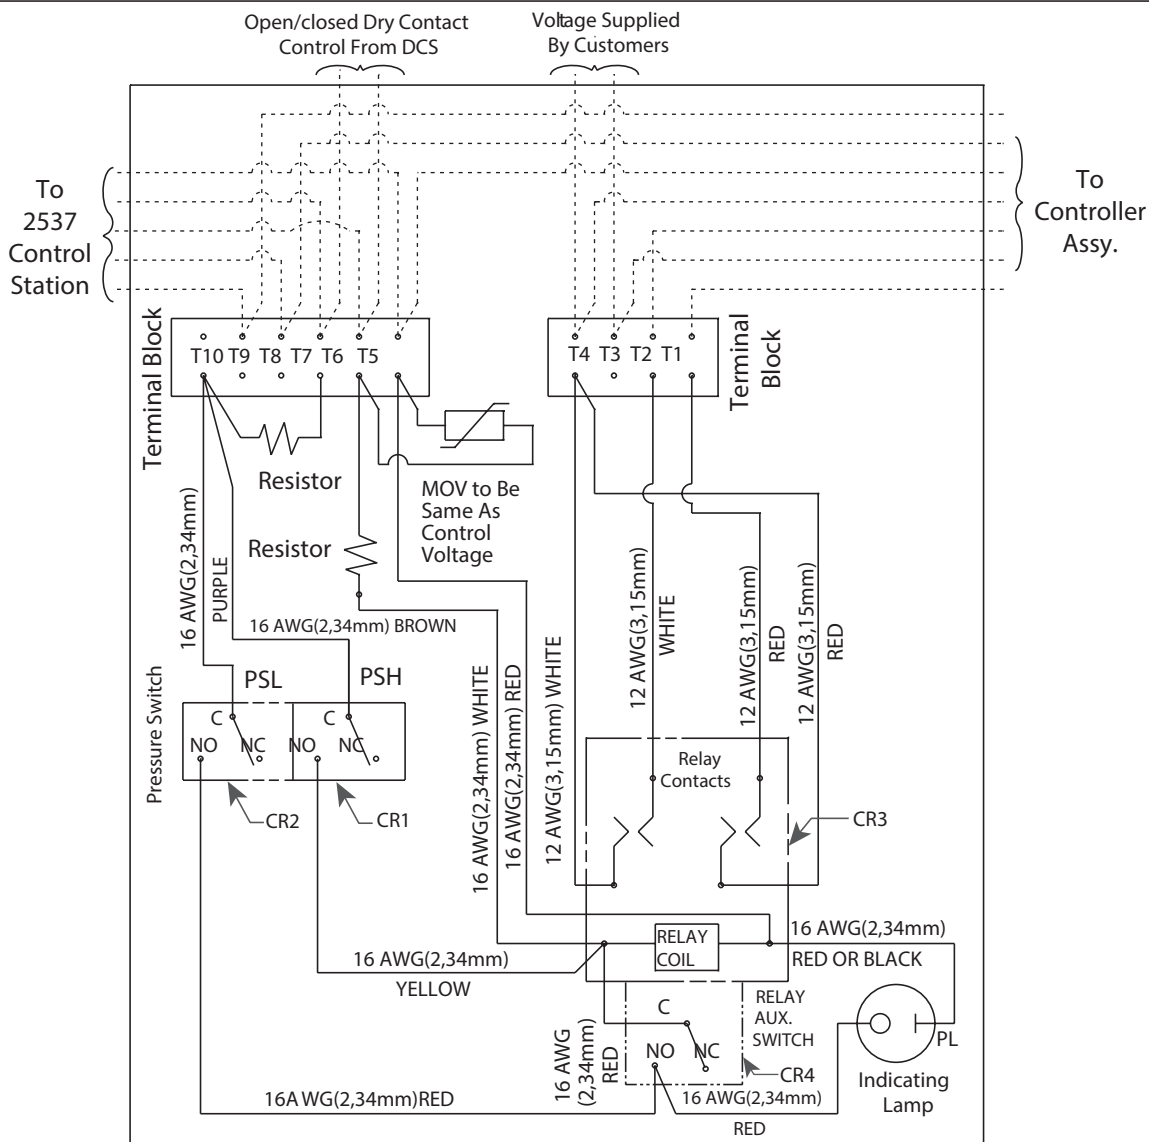 Open/closed Dry Contact
Control From DCS
Voltage Supplied
By Customers
To
2537
Control
Station
To
Controller
Assy.
Terminal Block
T10 T9 T8 T7 T6 T5
T4 T3 T2 T1
Terminal
Block
Resistor
MOV to Be
Same As
Control
Voltage
Resistor
16 AWG(2,34mm)
PURPLE
16 AWG(2,34mm) BROWN
16 AWG(2,34mm) WHITE
16 AWG(2,34mm) RED
12 AWG(3,15mm) WHITE
12 AWG(3,15mm)
WHITE
12 AWG(3,15mm)
RED
12 AWG(3,15mm)
RED
Pressure Switch
PSL
PSH
C
NO
NC
C
NO
NC
CR2
CR1
Relay
Contacts
CR3
RELAY
COIL
16 AWG(2,34mm)
RED OR BLACK
16 AWG(2,34mm)
YELLOW
16 AWG
(2,34mm)
RED
C
NO
NC
RELAY
AUX.
SWITCH
CR4
PL
Indicating
Lamp
16A WG(2,34mm)RED
16 AWG(2,34mm)
RED